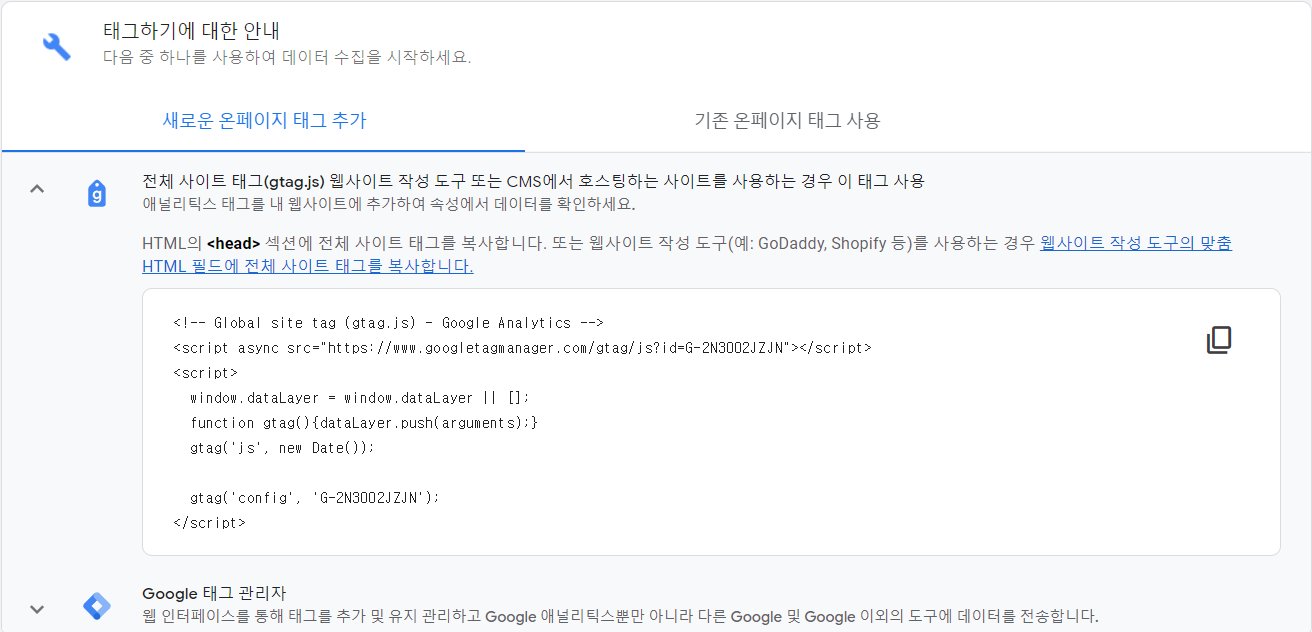 태그하기에 대한 안내
다음 중 하나를 사용하여 데이터 수집을 시작하세요.
새로운 온페이지 태그 추가
기존 온페이지 태그 사용
전체 사이트 태그(gtag.js) 웹사이트 작성 도구 또는 CMS에서 호스팅하는 사이트를 사용하는 경우 이 태그 사용
애널리틱스 태그를 내 웹사이트에 추가하여 속성에서 데이터를 확인하세요.
HTML의 <head> 섹션에 전체 사이트 태그를 복사합니다. 또는 웹사이트 작성 도구(예: GoDaddy, Shopify 등)를 사용하는 경우 웹사이트 작성 도구의 맞춤
HTML 필드에 전체 사이트 태그를 복사합니다.
<!-- Global site tag (gtag.js) - Google Analytics -->
<script async src="https://www.googletagmanager.com/gtag/js?id=G-2N3002JZJN"></script>
<script>
window.dataLayer = window.dataLayer || [];
function gtag(){dataLayer.push(arguments);}
gtag('js', new Date());
gtag('config', 'G-2N3002JZJN');
</script>
Google 태그 관리자
웹 인터페이스를 통해 태그를 추가 및 유지 관리하고 Google 애널리틱스뿐만 아니라 다른 Google 및 Google 이외의 도구에 데이터를 전송합니다.